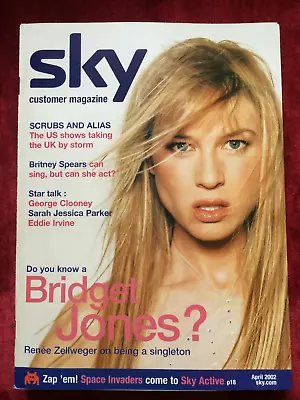 sky
customer magazine
SCRUBS AND ALIAS
The US shows taking
the UK by storm
Britney Spears can
sing, but can she act?
Star talk :
George Clooney
Sarah Jessica Parker
Eddie Irvine
Do you know a
Bridget
Jones?
Renée Zellweger on being a singleton
Zap 'em! Space Invaders come to Sky Active p18
April 2002
sky.com